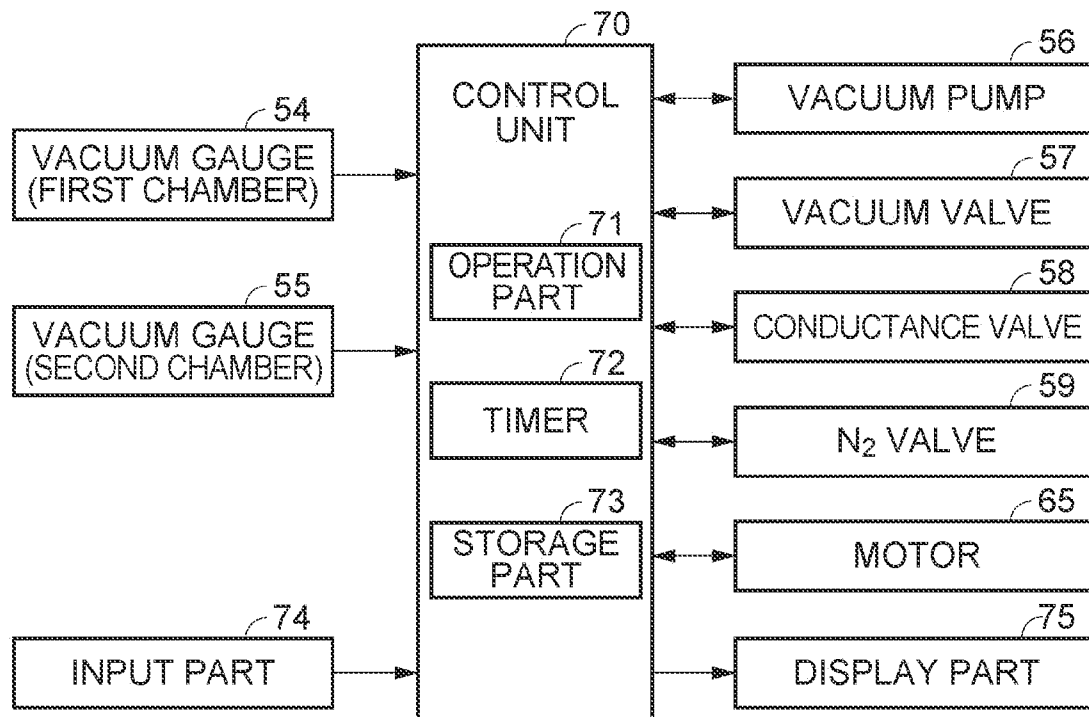 54
VACUUM GAUGE
(FIRST CHAMBER)
55
VACUUM GAUGE
(SECOND CHAMBER)
74
INPUT PART
70
CONTROL
UNIT
71
OPERATION
PART
72
TIMER
73
STORAGE
PART
56
VACUUM PUMP
57
VACUUM VALVE
58
CONDUCTANCE VALVE
59
N₂ VALVE
65
MOTOR
75
DISPLAY PART